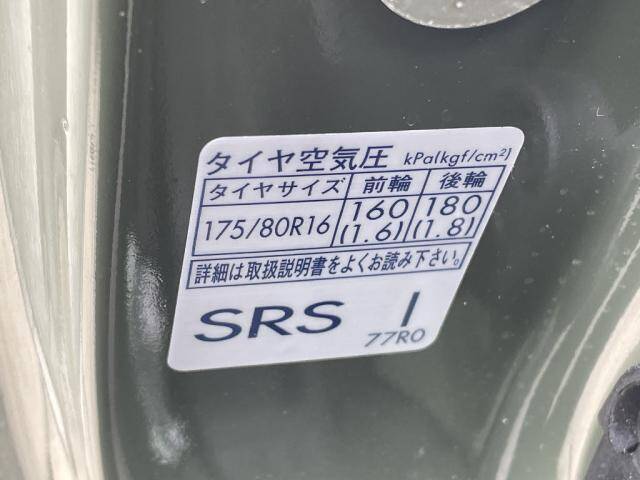 タイヤ空気圧 kPa(kgf/cm²)
タイヤサイズ 前輪 後輪
175/80R16 160 180
(1.6) (1.8)
詳細は取扱説明書をよくお読み下さい。
SRS I
77R0